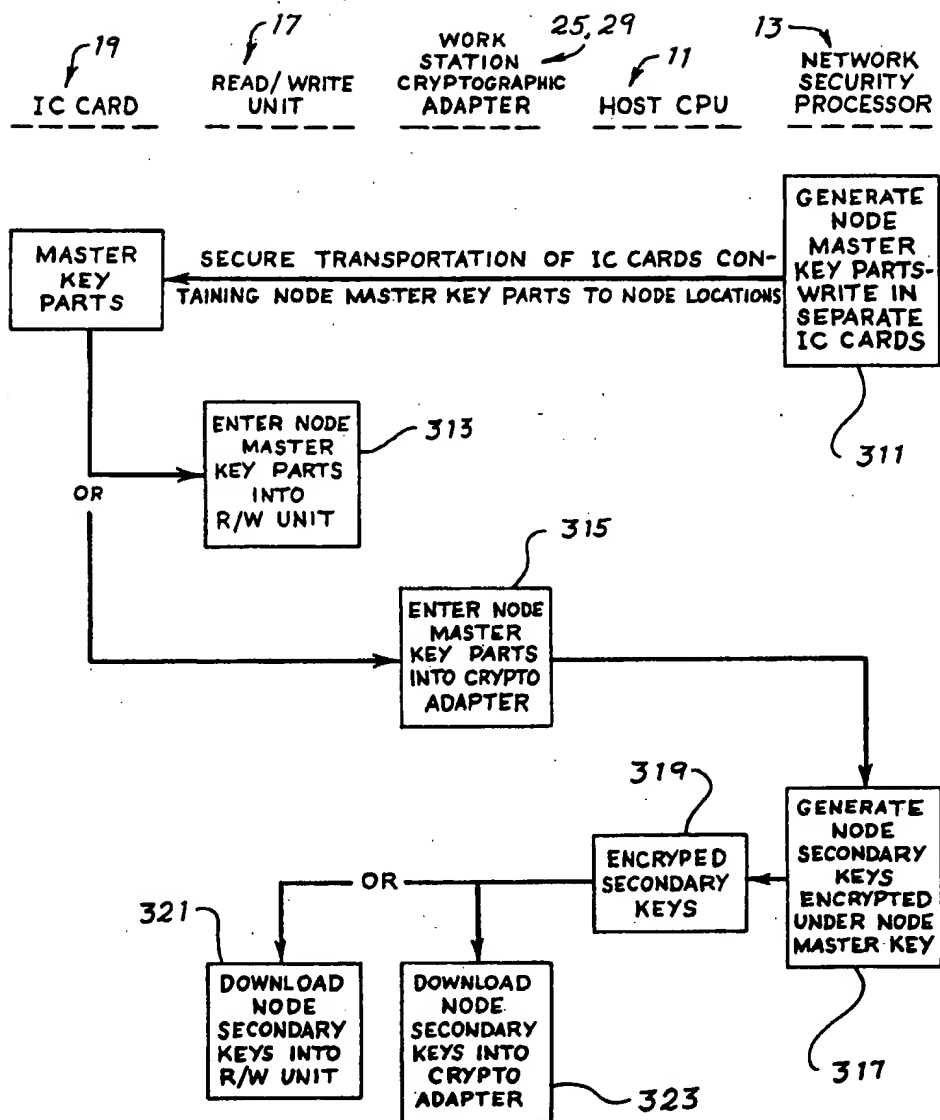 19
IC CARD
17
READ/WRITE
UNIT
25,29
WORK
STATION
CRYPTOGRAPHIC
ADAPTER
11
HOST CPU
13
NETWORK
SECURITY
PROCESSOR
GENERATE
NODE
MASTER
KEY PARTS-
WRITE IN
SEPARATE
IC CARDS
311
SECURE TRANSPORTATION OF IC CARDS CON-
TAINING NODE MASTER KEY PARTS TO NODE LOCATIONS
MASTER
KEY
PARTS
OR
ENTER NODE
MASTER
KEY PARTS
INTO
R/W UNIT
313
315
ENTER NODE
MASTER
KEY PARTS
INTO CRYPTO
ADAPTER
GENERATE
NODE
SECONDARY
KEYS
ENCRYPTED
UNDER NODE
MASTER KEY
317
319
ENCRYPED
SECONDARY
KEYS
OR
321
DOWNLOAD
NODE
SECONDARY
KEYS INTO
R/W UNIT
DOWNLOAD
NODE
SECONDARY
KEYS INTO
CRYPTO
ADAPTER
323